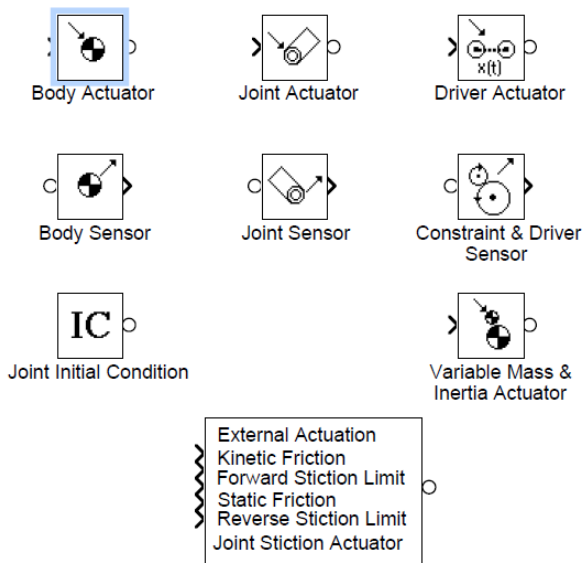 x(t)
Body Actuator
Joint Actuator
Driver Actuator
Body Sensor
Joint Sensor
Constraint & Driver
Sensor
IC
Joint Initial Condition
Variable Mass &
Inertia Actuator
External Actuation
Kinetic Friction
Forward Stiction Limit
Static Friction
Reverse Stiction Limit
Joint Stiction Actuator